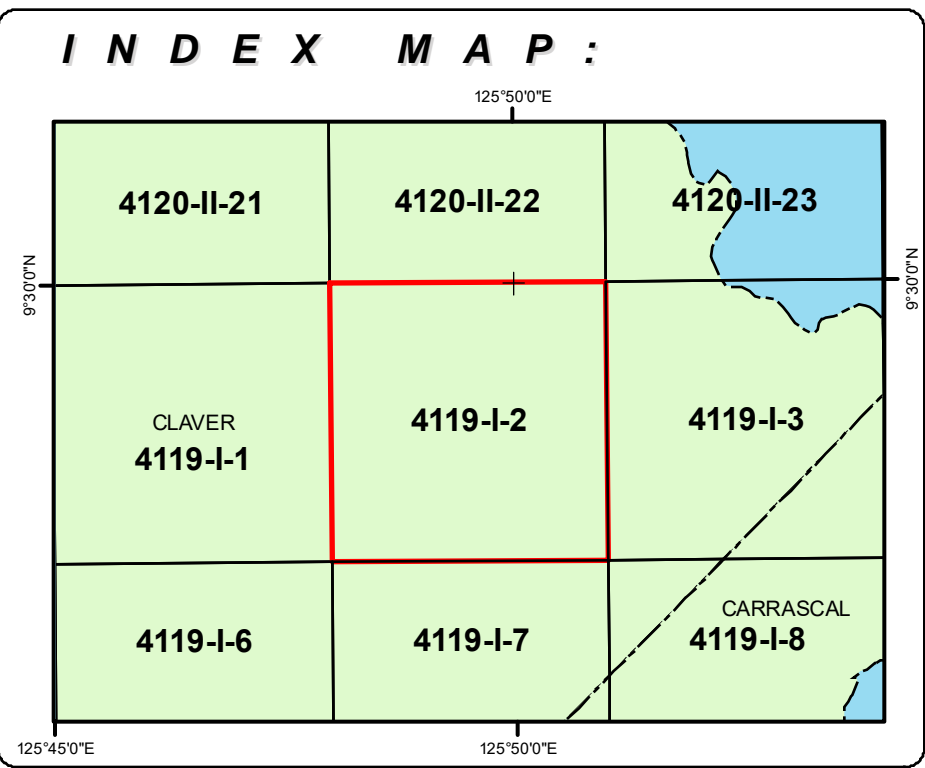 INDEX MAP:
125°50'0"E
4120-II-21
4120-II-22
4120-II-23
9°30'0"N
9°30'0"N
CLAVER
4119-I-1
4119-I-2
4119-I-3
CARRASCAL
4119-I-6
4119-I-7
4119-I-8
125°45'0"E
125°50'0"E